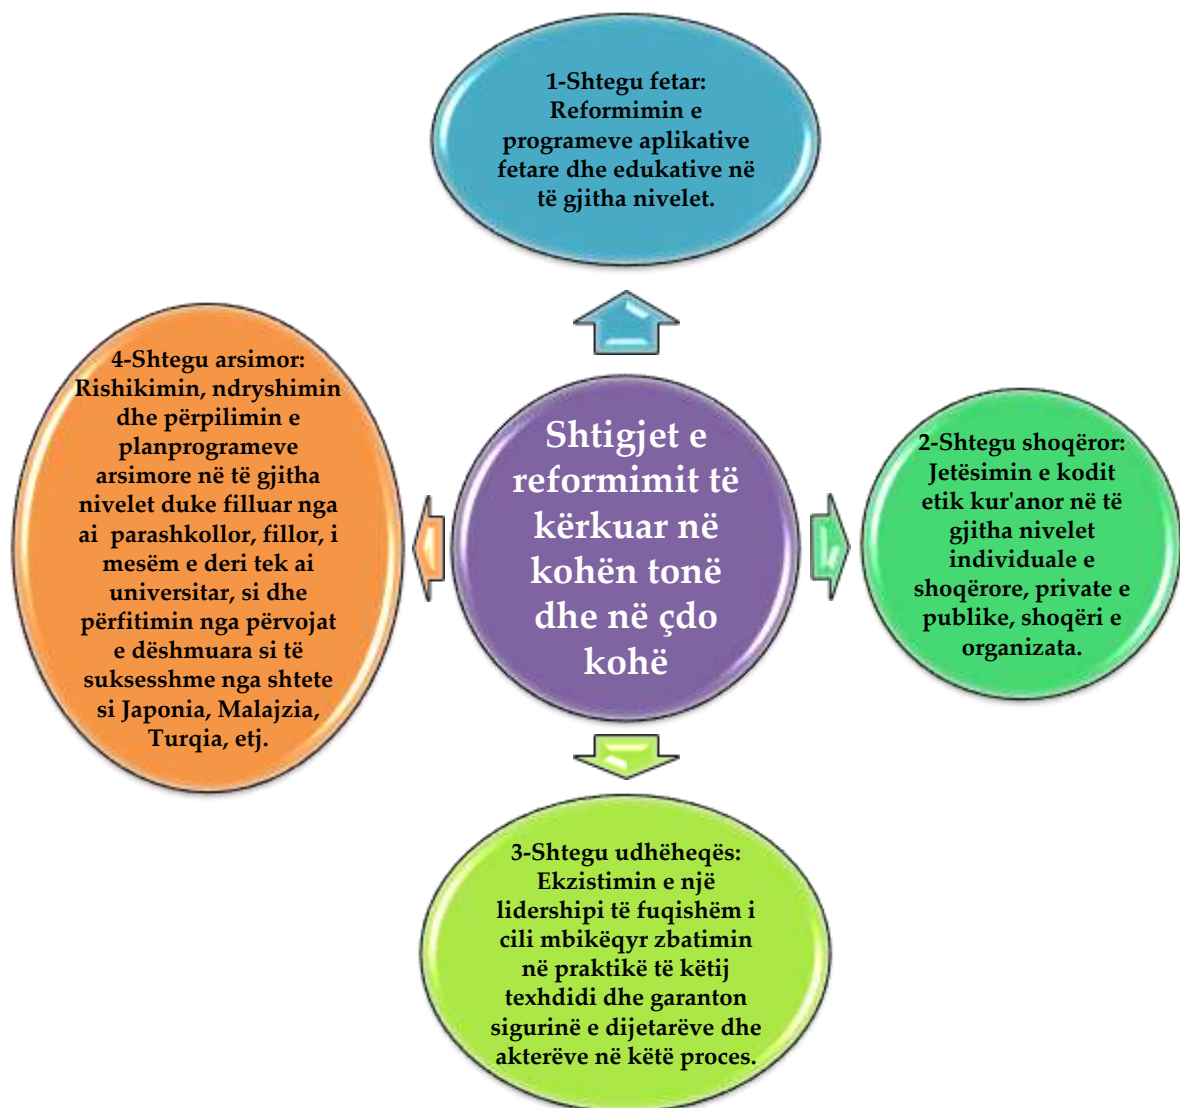 1-Shtegu fetar:
Reformimin e
programeve aplikative
fetare dhe edukative në
të gjitha nivelet.
Shtigjet e
reformimit të
kërkuar në
kohën tonë
dhe në çdo
kohë
2-Shtegu shoqëror:
Jetësimin e kodit
etik kur'anor në të
gjitha nivelet
individuale e
shoqërore, private e
publike, shoqëri e
organizata.
3-Shtegu udhëheqës:
Ekzistimin e një
lidershipi të fuqishëm i
cili mbikëqyr zbatimin
në praktikë të këtij
texhdidi dhe garanton
sigurinë e dijetarëve dhe
akterëve në këtë proces.
4-Shtegu arsimor:
Rishikimin, ndryshimin
dhe përpilimin e
planprogrameve
arsimore në të gjitha
nivelet duke filluar nga
ai parashkollor, fillor, i
mesëm e deri tek ai
universitar, si dhe
përfitimin nga përvojat
e dëshmuara si të
suksesshme nga shtete
si Japonia, Malajzia,
Turqia, etj.